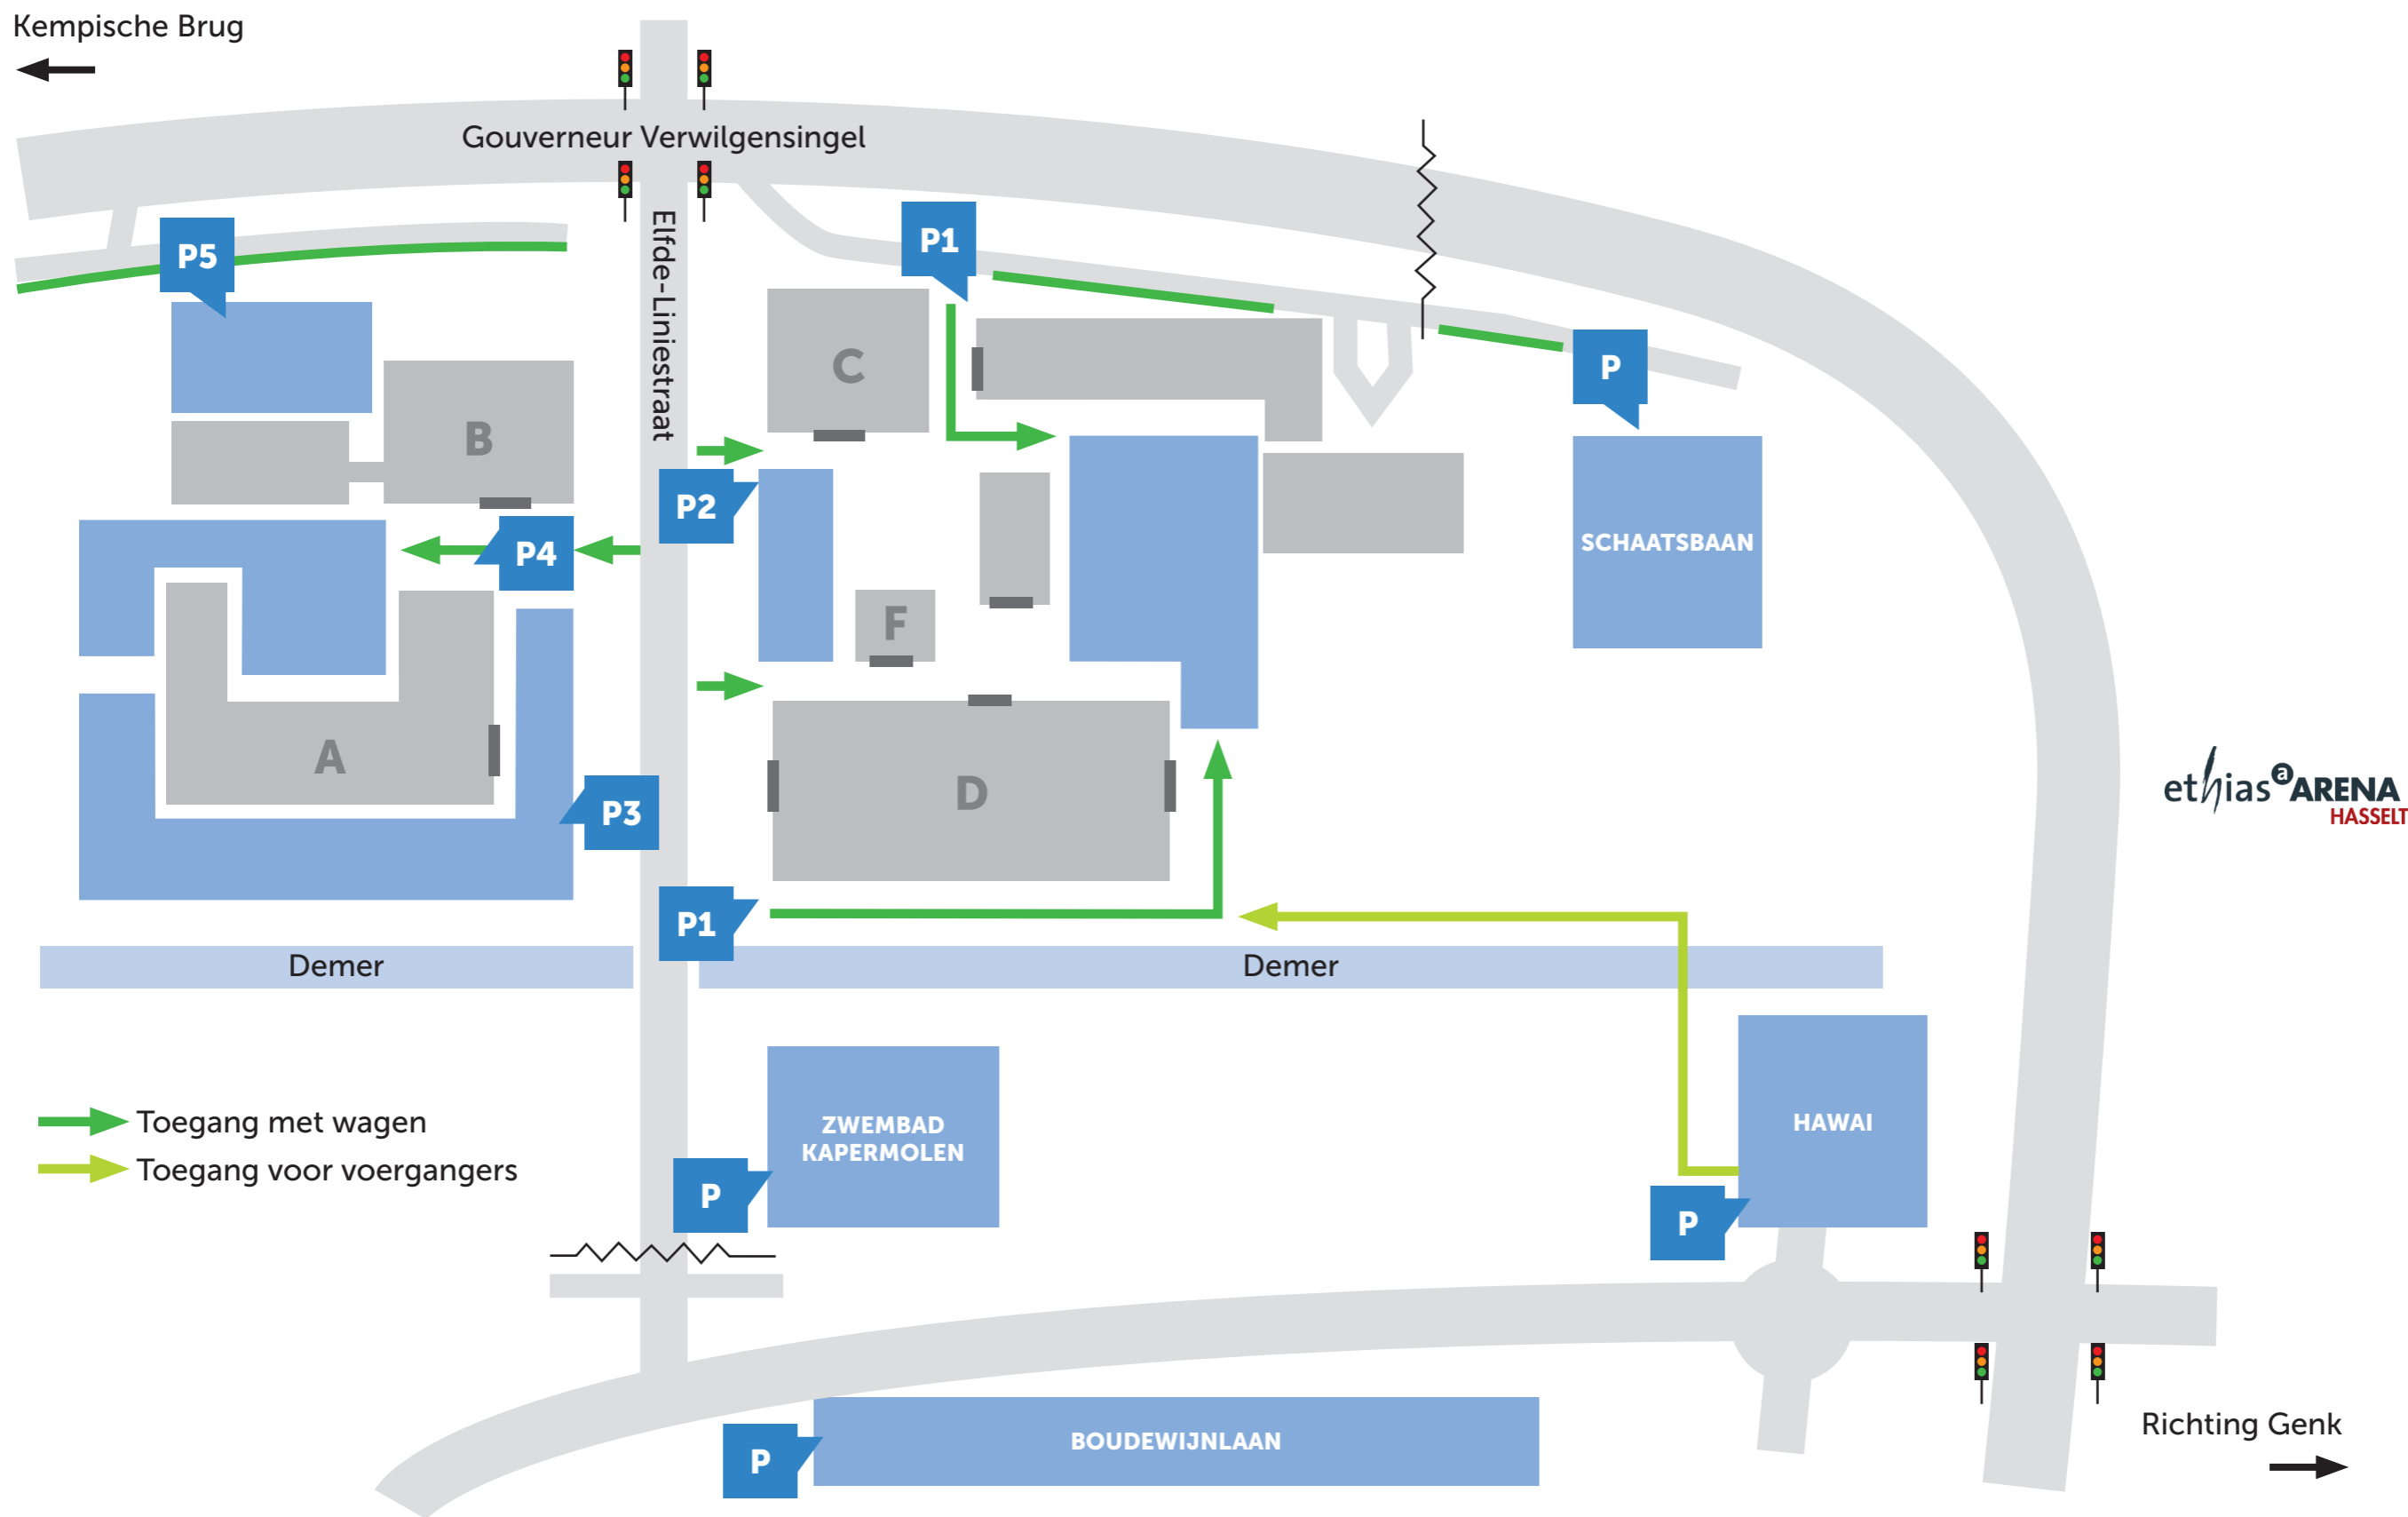 Kempische Brug
Gouverneur Verwilgensingel
Elfde-Liniestraat
P5
P1
P
C
B
P2
P4
SCHAATSBAAN
F
A
D
P3
ethias a ARENA
HASSELT
P1
Demer
Demer
Toegang met wagen
Toegang voor voergangers
ZWEMBAD
KAPERMOLEN
HAWAI
P
P
BOUDEWIJNLAAN
P
Richting Genk